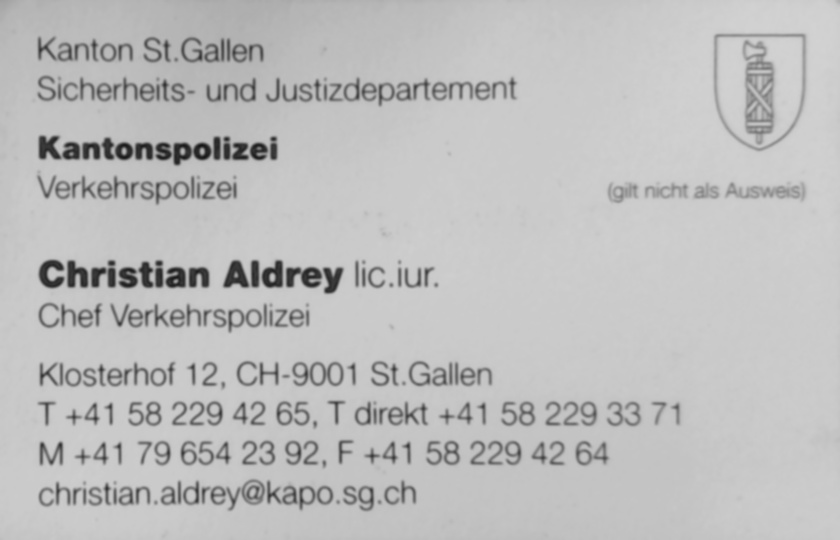 Kanton St.Gallen
Sicherheits- und Justizdepartement
Kantonspolizei
Verkehrspolizei
(gilt nicht als Ausweis)
Christian Aldrey lic.iur.
Chef Verkehrspolizei
Klosterhof 12, CH-9001 St.Gallen
T +41 58 229 42 65, T direkt +41 58 229 33 71
M +41 79 654 23 92, F +41 58 229 42 64
christian.aldrey@kapo.sg.ch